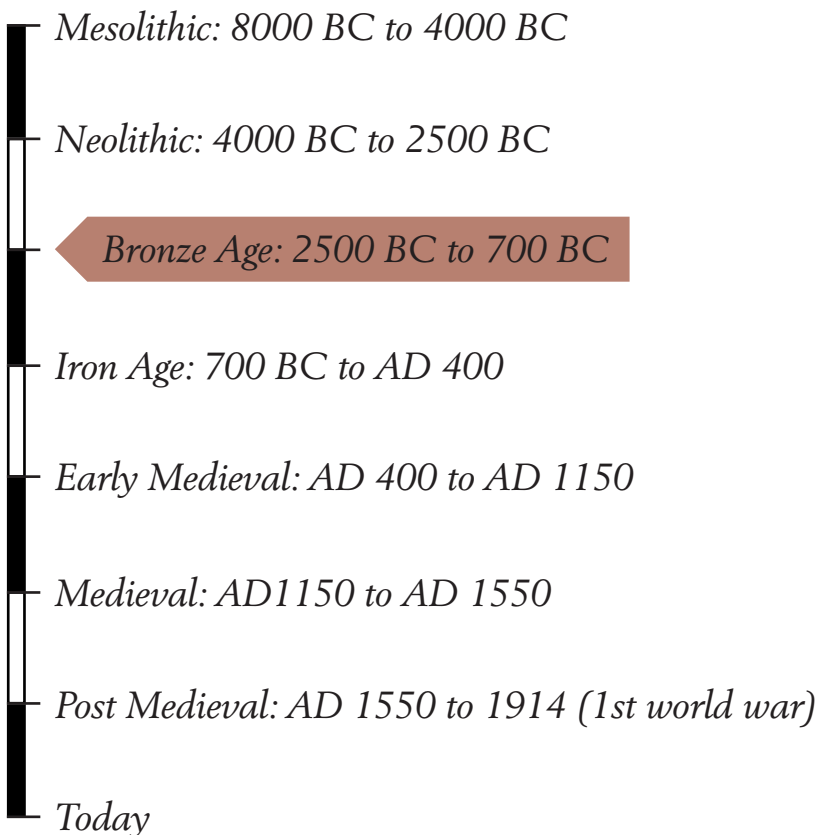 Mesolithic: 8000 BC to 4000 BC
Neolithic: 4000 BC to 2500 BC
Bronze Age: 2500 BC to 700 BC
Iron Age: 700 BC to AD 400
Early Medieval: AD 400 to AD 1150
Medieval: AD1150 to AD 1550
Post Medieval: AD 1550 to 1914 (1st world war)
Today